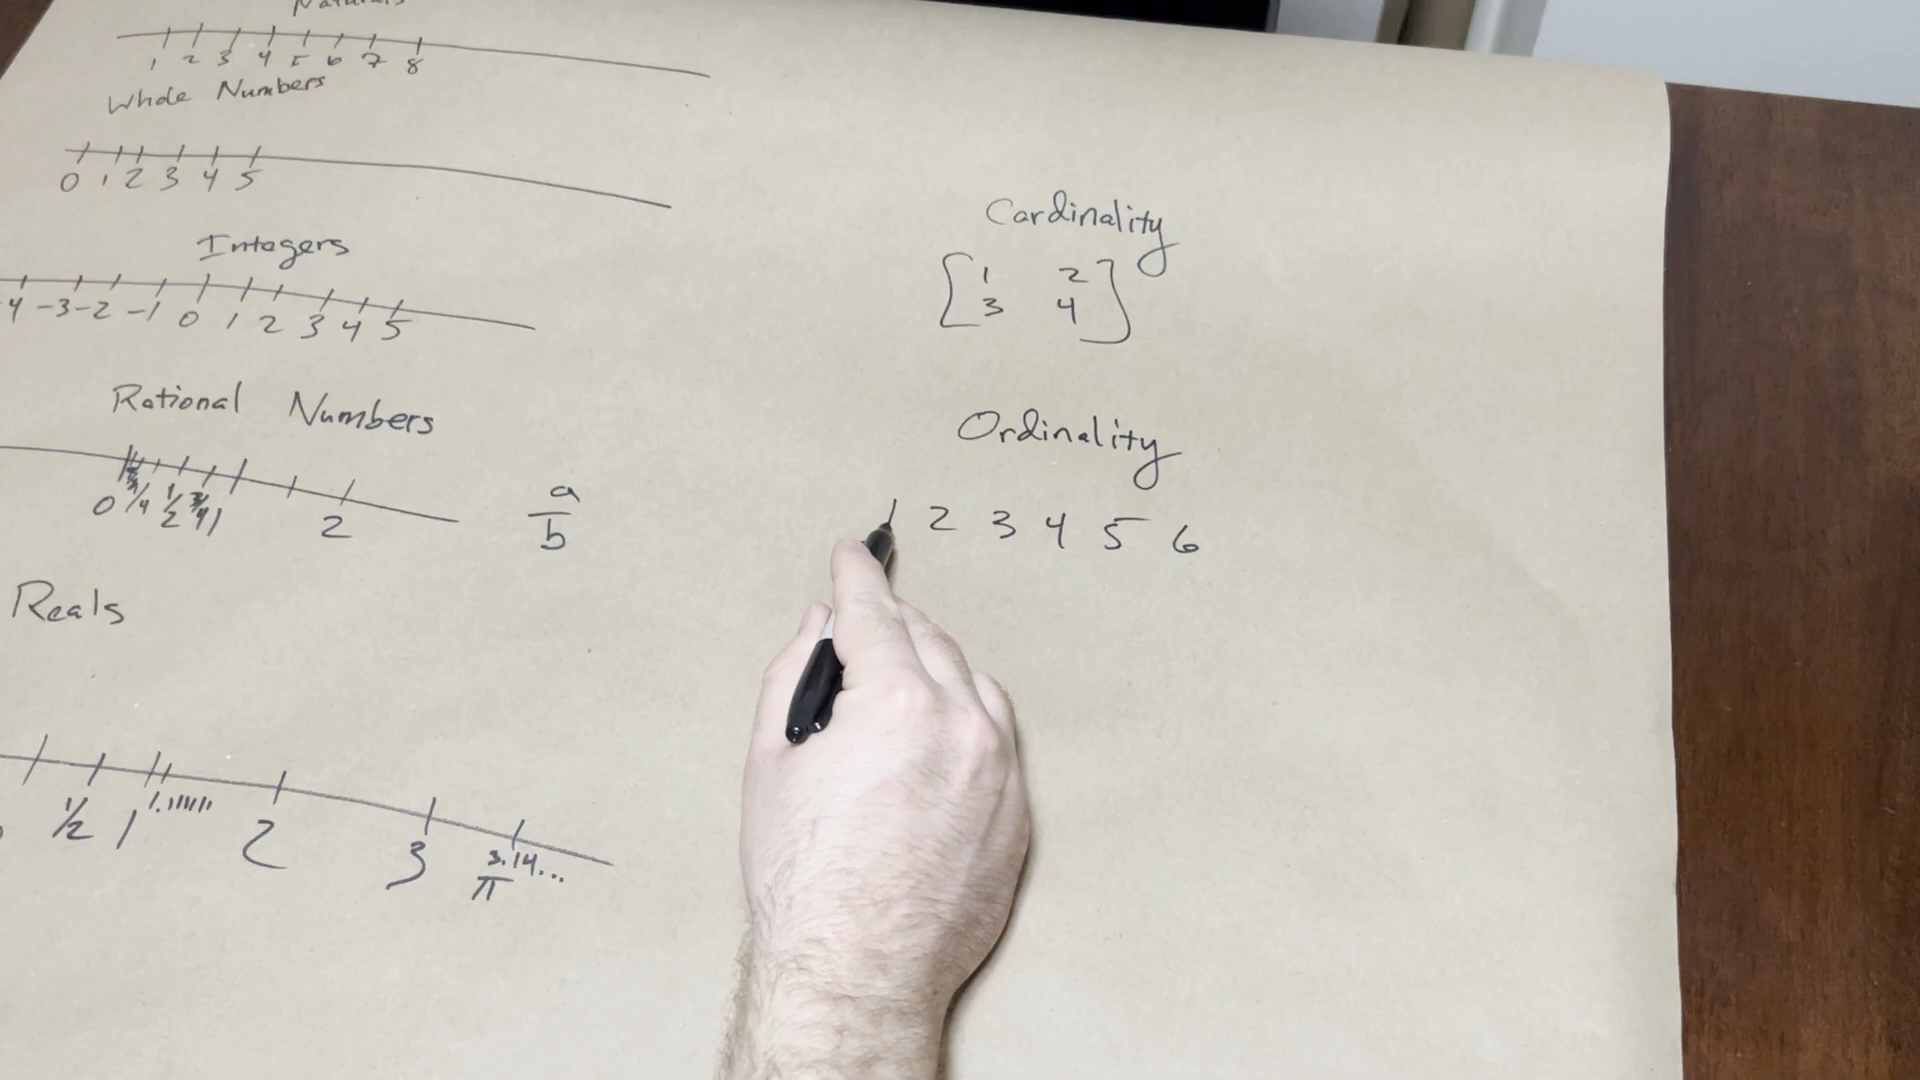 Naturals
1 2 3 4 5 6 7 8
Whole Numbers
0 1 2 3 4 5
Integers
-4 -3 -2 -1 0 1 2 3 4 5
Rational Numbers
0 1/4 1/2 3/4 1 2
a/b
Reals
1/2 1 1.111111 2 3 3.14...
π
Cardinality
1 2
3 4
Ordinality
1 2 3 4 5 6